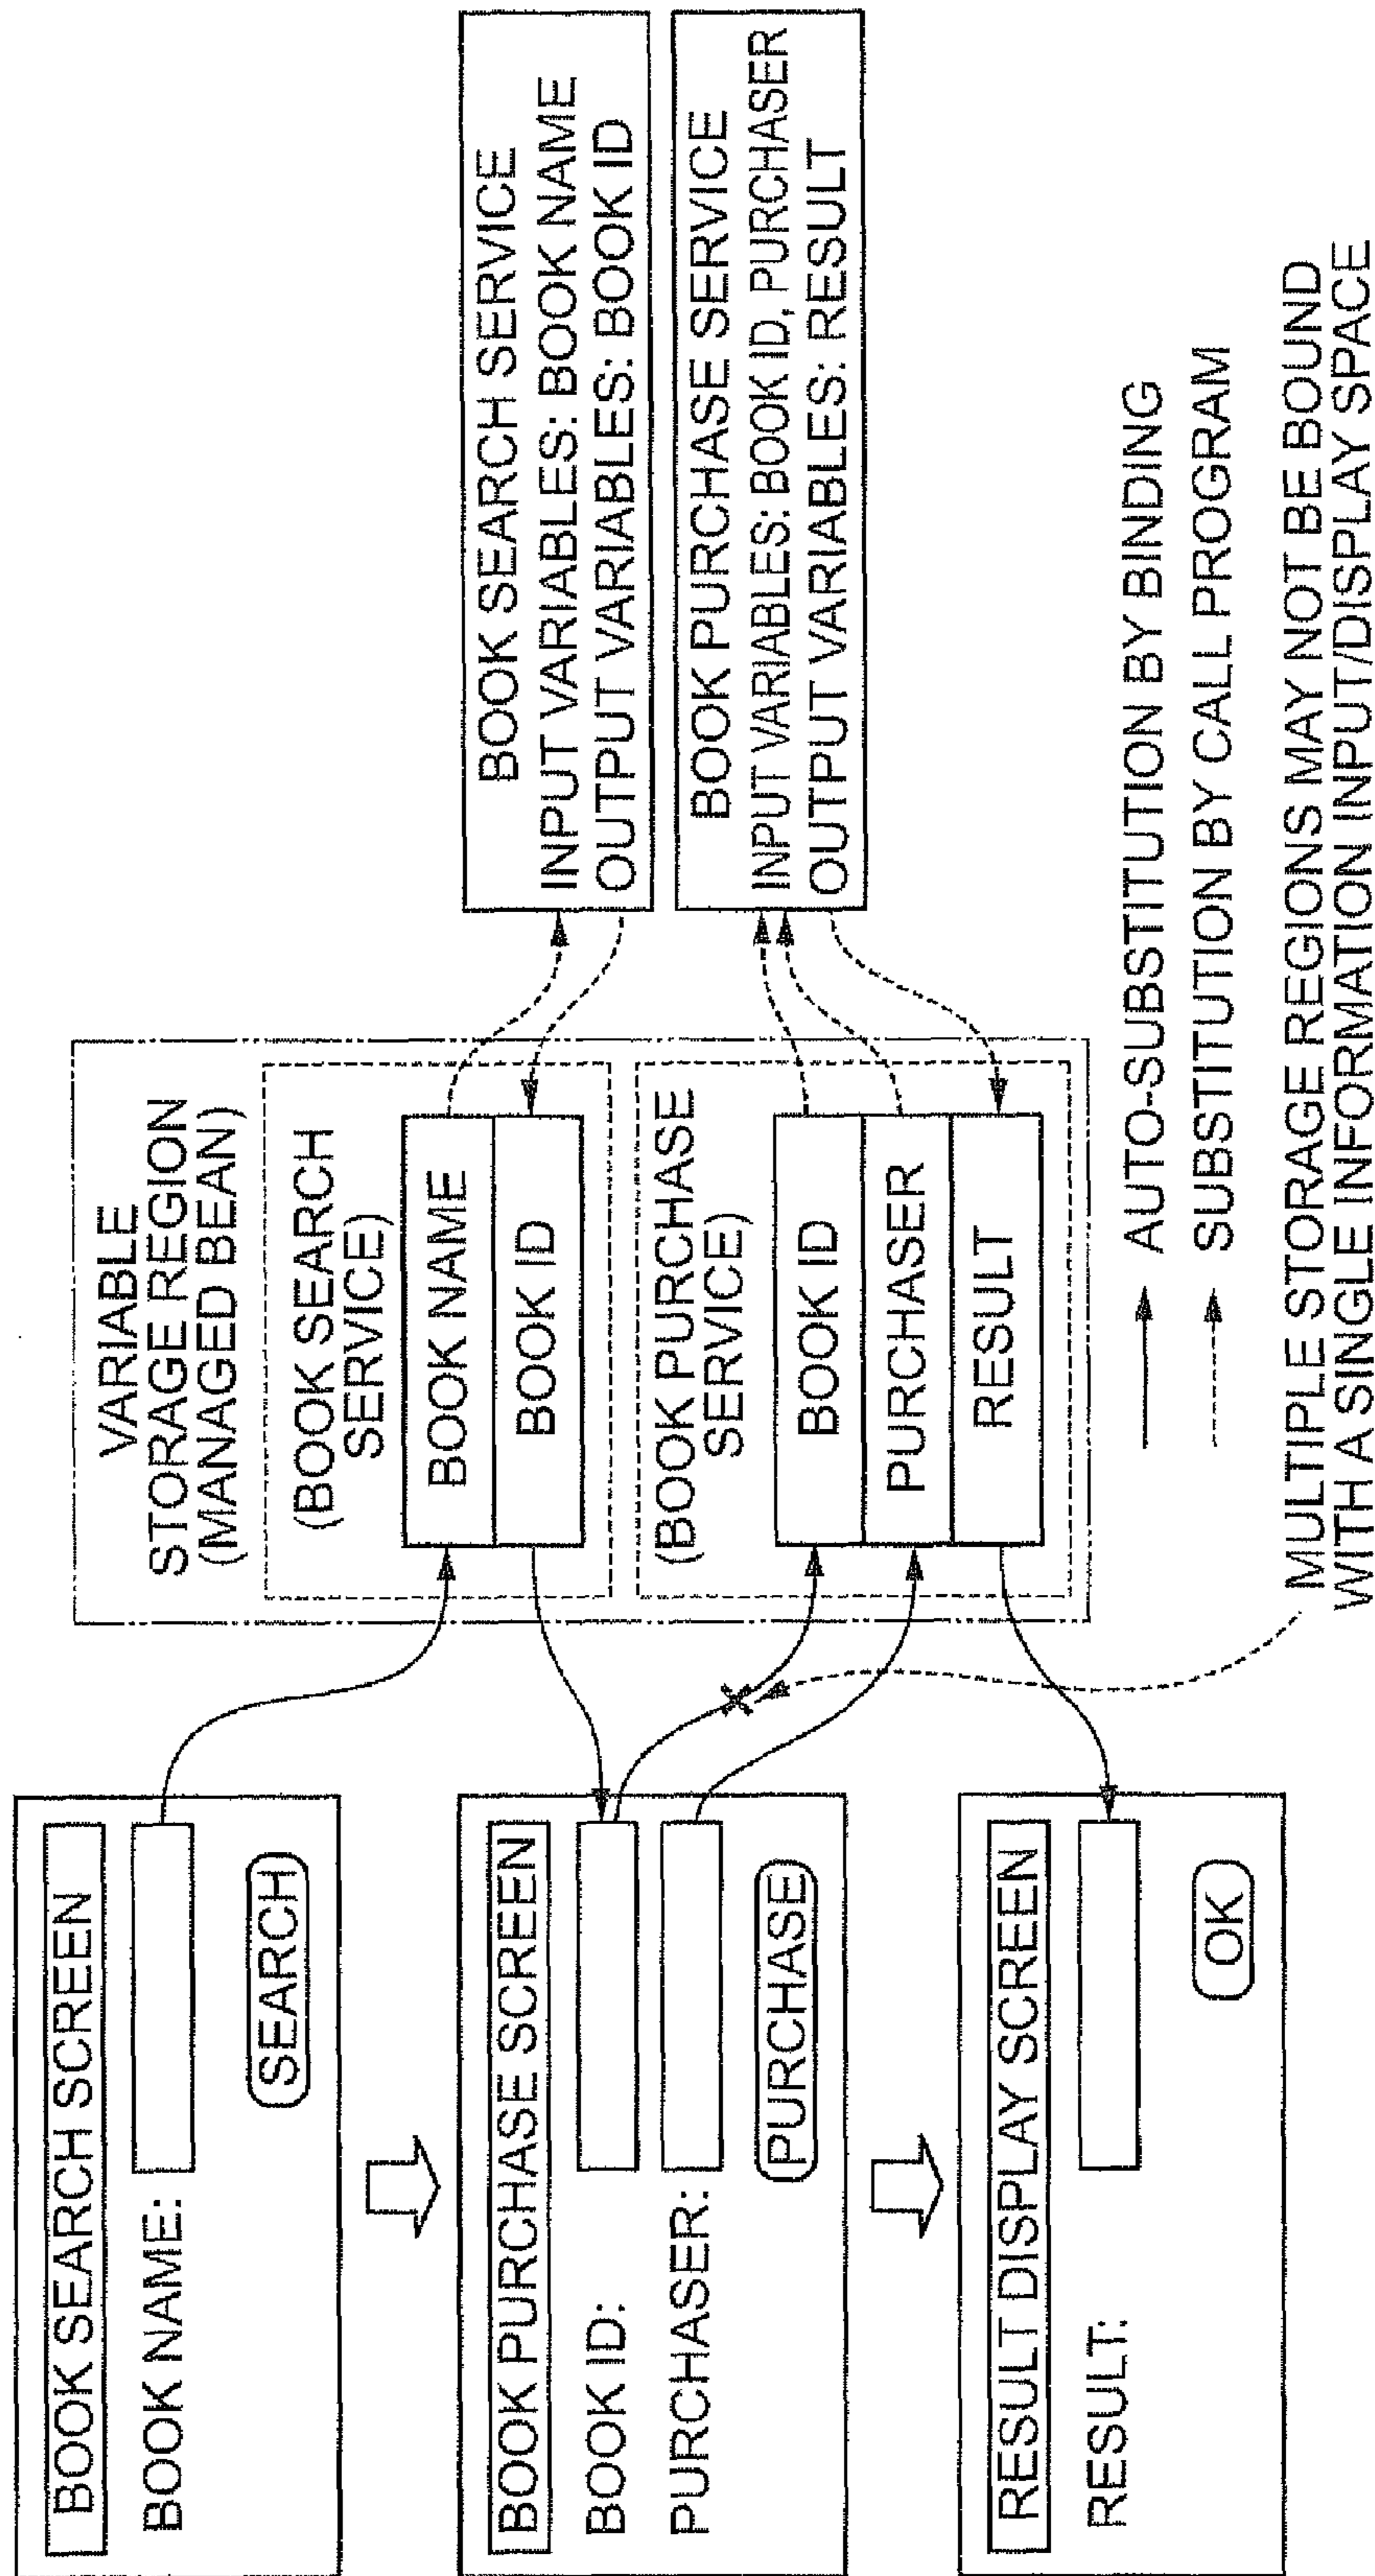 BOOK SEARCH SCREEN
BOOK NAME:
SEARCH
BOOK PURCHASE SCREEN
BOOK ID:
PURCHASER:
PURCHASE
RESULT DISPLAY SCREEN
RESULT:
OK
VARIABLE
STORAGE REGION
(MANAGED BEAN)
(BOOK SEARCH
SERVICE)
BOOK NAME
BOOK ID
(BOOK PURCHASE
SERVICE)
BOOK ID
PURCHASER
RESULT
BOOK SEARCH SERVICE
INPUT VARIABLES: BOOK NAME
OUTPUT VARIABLES: BOOK ID
BOOK PURCHASE SERVICE
INPUT VARIABLES: BOOK ID, PURCHASER
OUTPUT VARIABLES: RESULT
AUTO-SUBSTITUTION BY BINDING
SUBSTITUTION BY CALL PROGRAM
MULTIPLE STORAGE REGIONS MAY NOT BE BOUND
WITH A SINGLE INFORMATION INPUT/DISPLAY SPACE